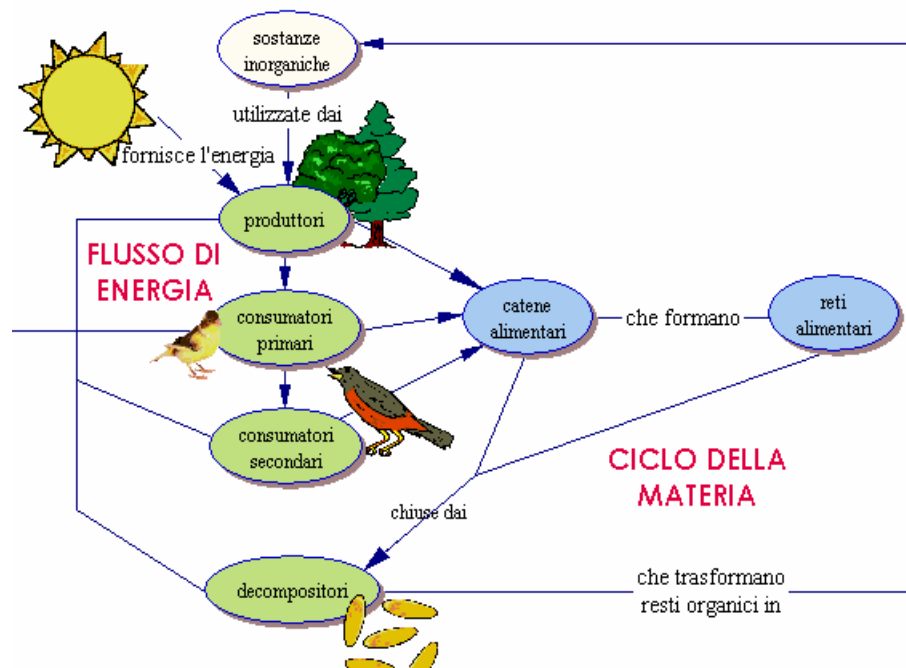 sostanze
inorganiche
utilizzate dai
fornisce l'energia
produttori
FLUSSO DI
ENERGIA
consumatori
primari
catene
alimentari
che formano
reti
alimentari
consumatori
secondari
CICLO DELLA
MATERIA
chiuse dai
decompositori
che trasformano
resti organici in